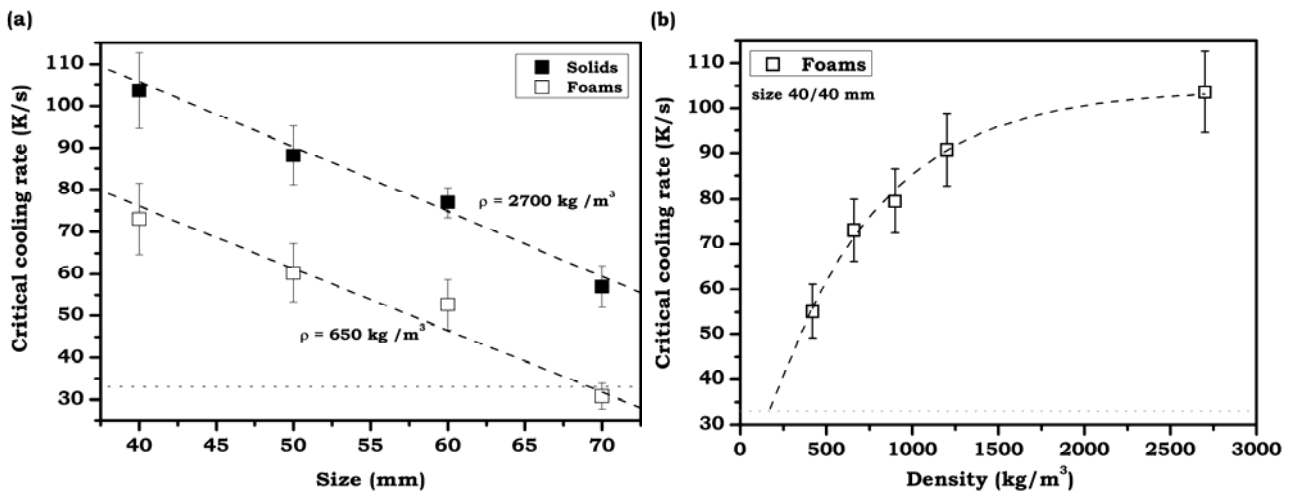 (a)
110
100
90
80
70
60
50
40
30
Critical cooling rate (K/s)
Solids
Foams
ρ = 2700 kg /m³
ρ = 650 kg /m³
40 45 50 55 60 65 70
Size (mm)
(b)
110
100
90
80
70
60
50
40
30
Critical cooling rate (K/s)
Foams
size 40/40 mm
0 500 1000 1500 2000 2500 3000
Density (kg/m³)